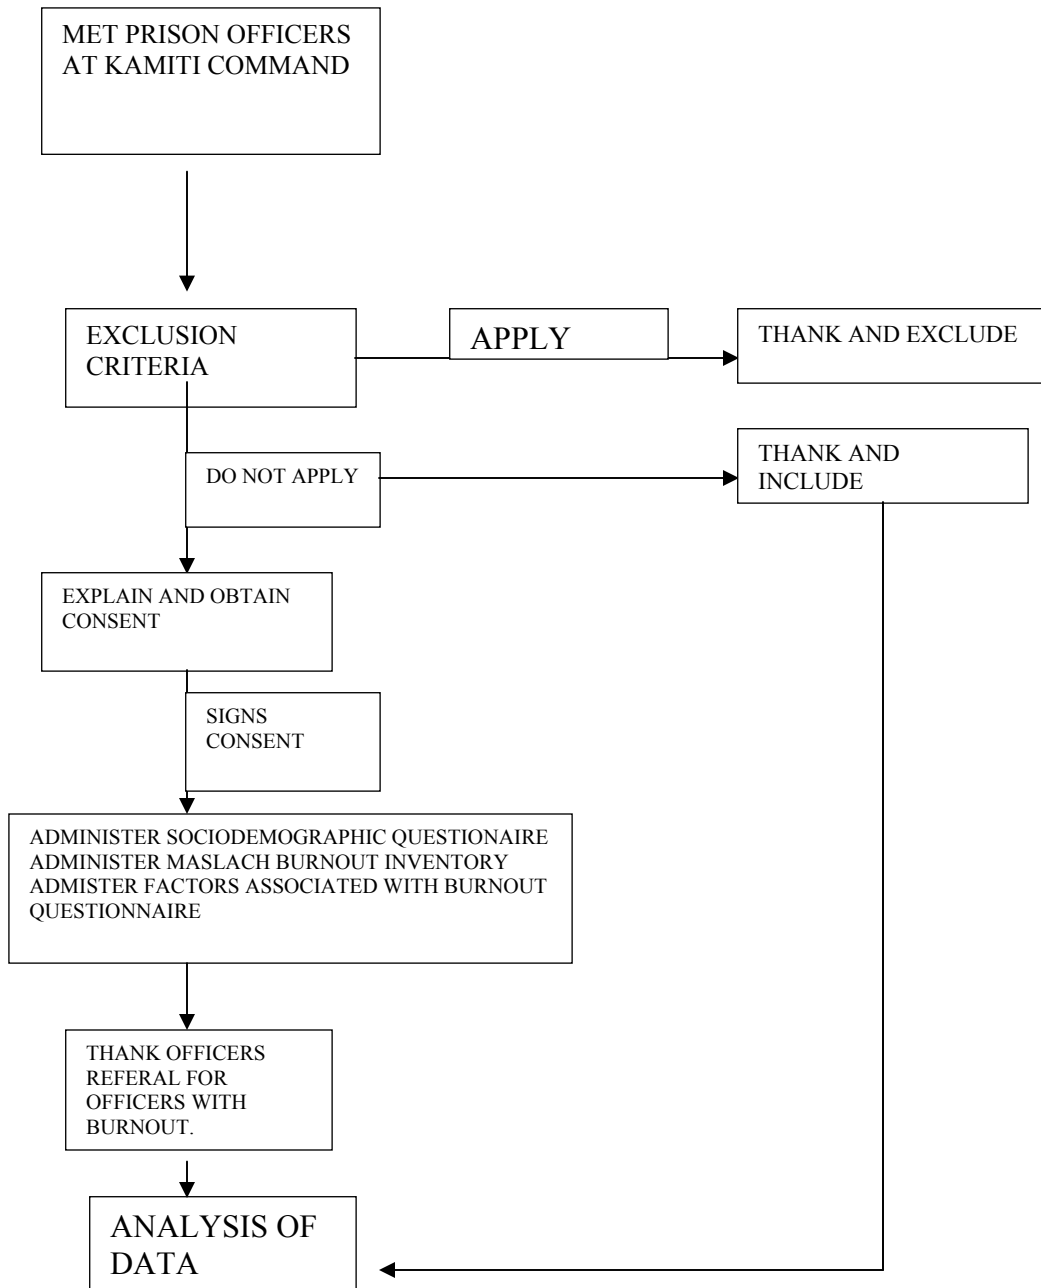 MET PRISON OFFICERS
AT KAMITI COMMAND
EXCLUSION
CRITERIA
APPLY
THANK AND EXCLUDE
DO NOT APPLY
THANK AND
INCLUDE
EXPLAIN AND OBTAIN
CONSENT
SIGNS
CONSENT
ADMINISTER SOCIODEMOGRAPHIC QUESTIONAIRE
ADMINISTER MASLACH BURNOUT INVENTORY
ADMISTER FACTORS ASSOCIATED WITH BURNOUT
QUESTIONNAIRE
THANK OFFICERS
REFERAL FOR
OFFICERS WITH
BURNOUT.
ANALYSIS OF
DATA